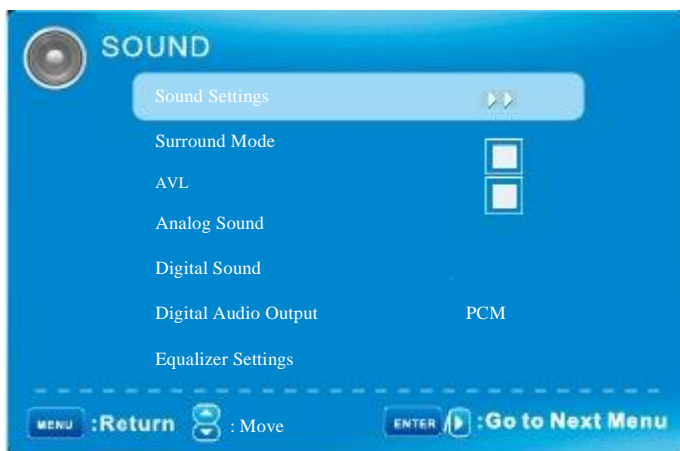 SOUND
Sound Settings
Surround Mode
AVL
Analog Sound
Digital Sound
Digital Audio Output PCM
Equalizer Settings
MENU :Return : Move ENTER / :Go to Next Menu